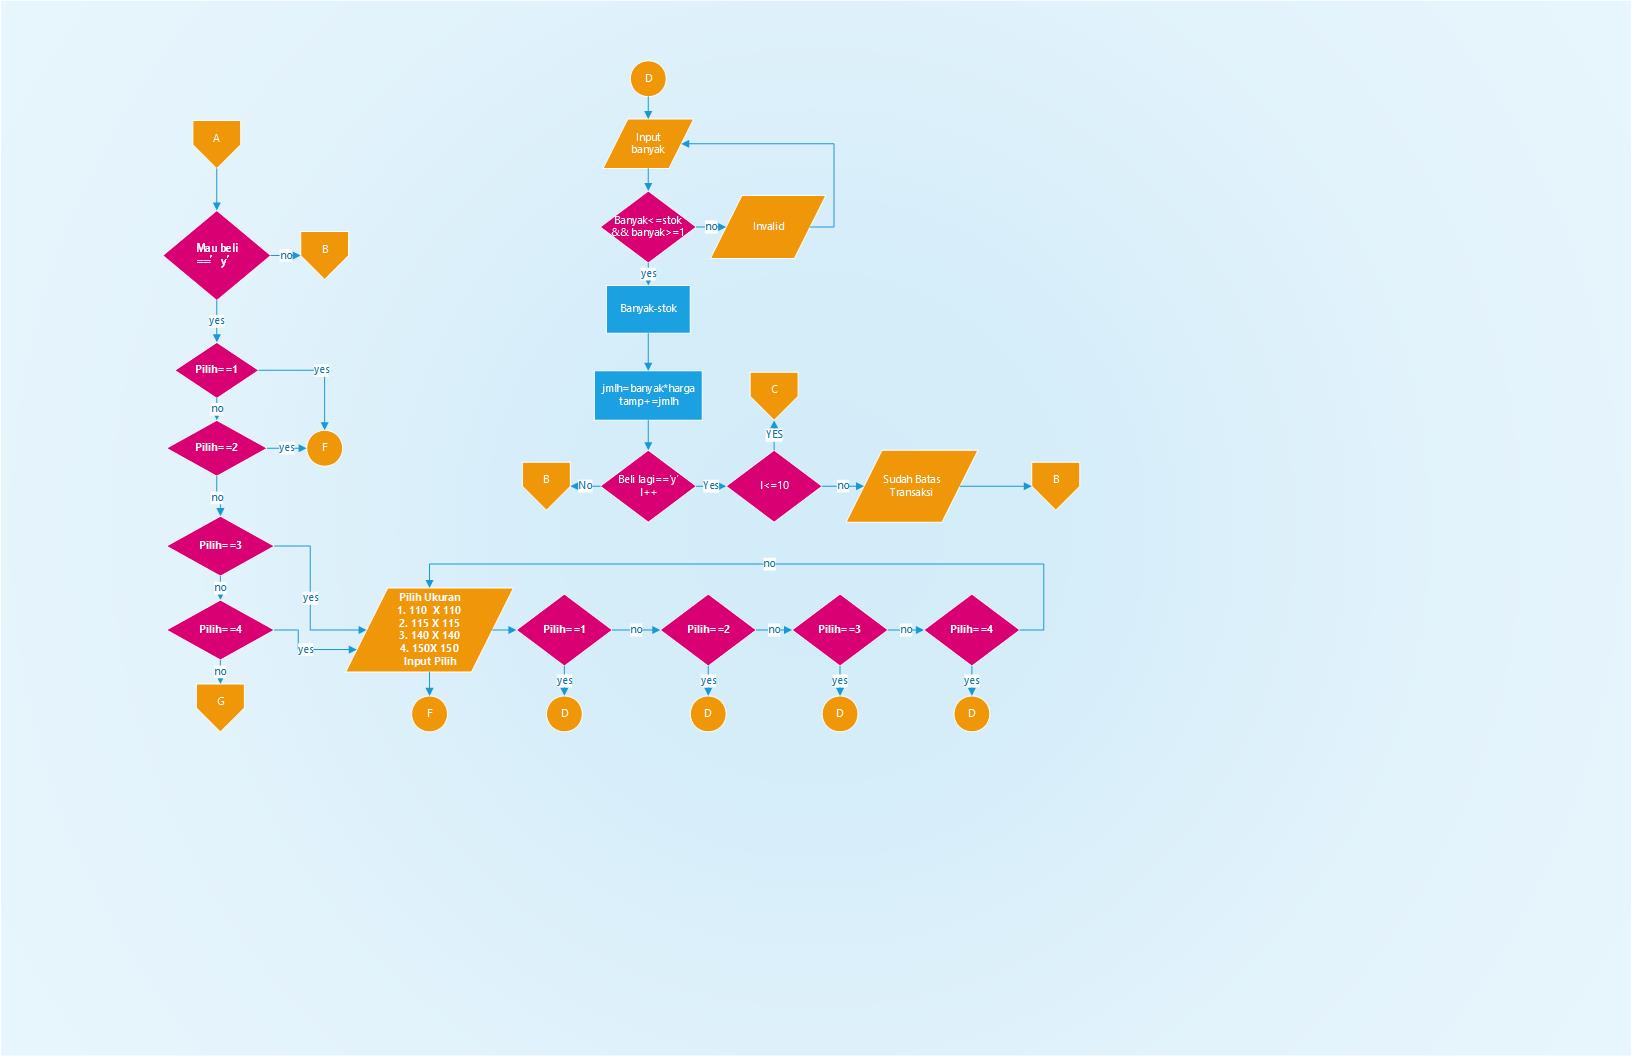 D
Input
banyak
A
Banyak<=stok
&& banyak>=1
no
Invalid
Mau beli
==' y'
no
B
yes
Banyak-stok
yes
Pilih==1
yes
no
jmlh=banyak*harga
tamp+=jmlh
C
YES
Pilih==2
yes
F
B
No
Beli lagi=='y'
I++
Yes
I<=10
no
Sudah Batas
Transaksi
B
no
Pilih==3
yes
no
no
Pilih Ukuran
1. 110 X 110
2. 115 X 115
3. 140 X 140
4. 150X 150
Input Pilih
Pilih==4
yes
Pilih==1
no
Pilih==2
no
Pilih==3
no
Pilih==4
no
yes
yes
yes
yes
G
F
D
D
D
D